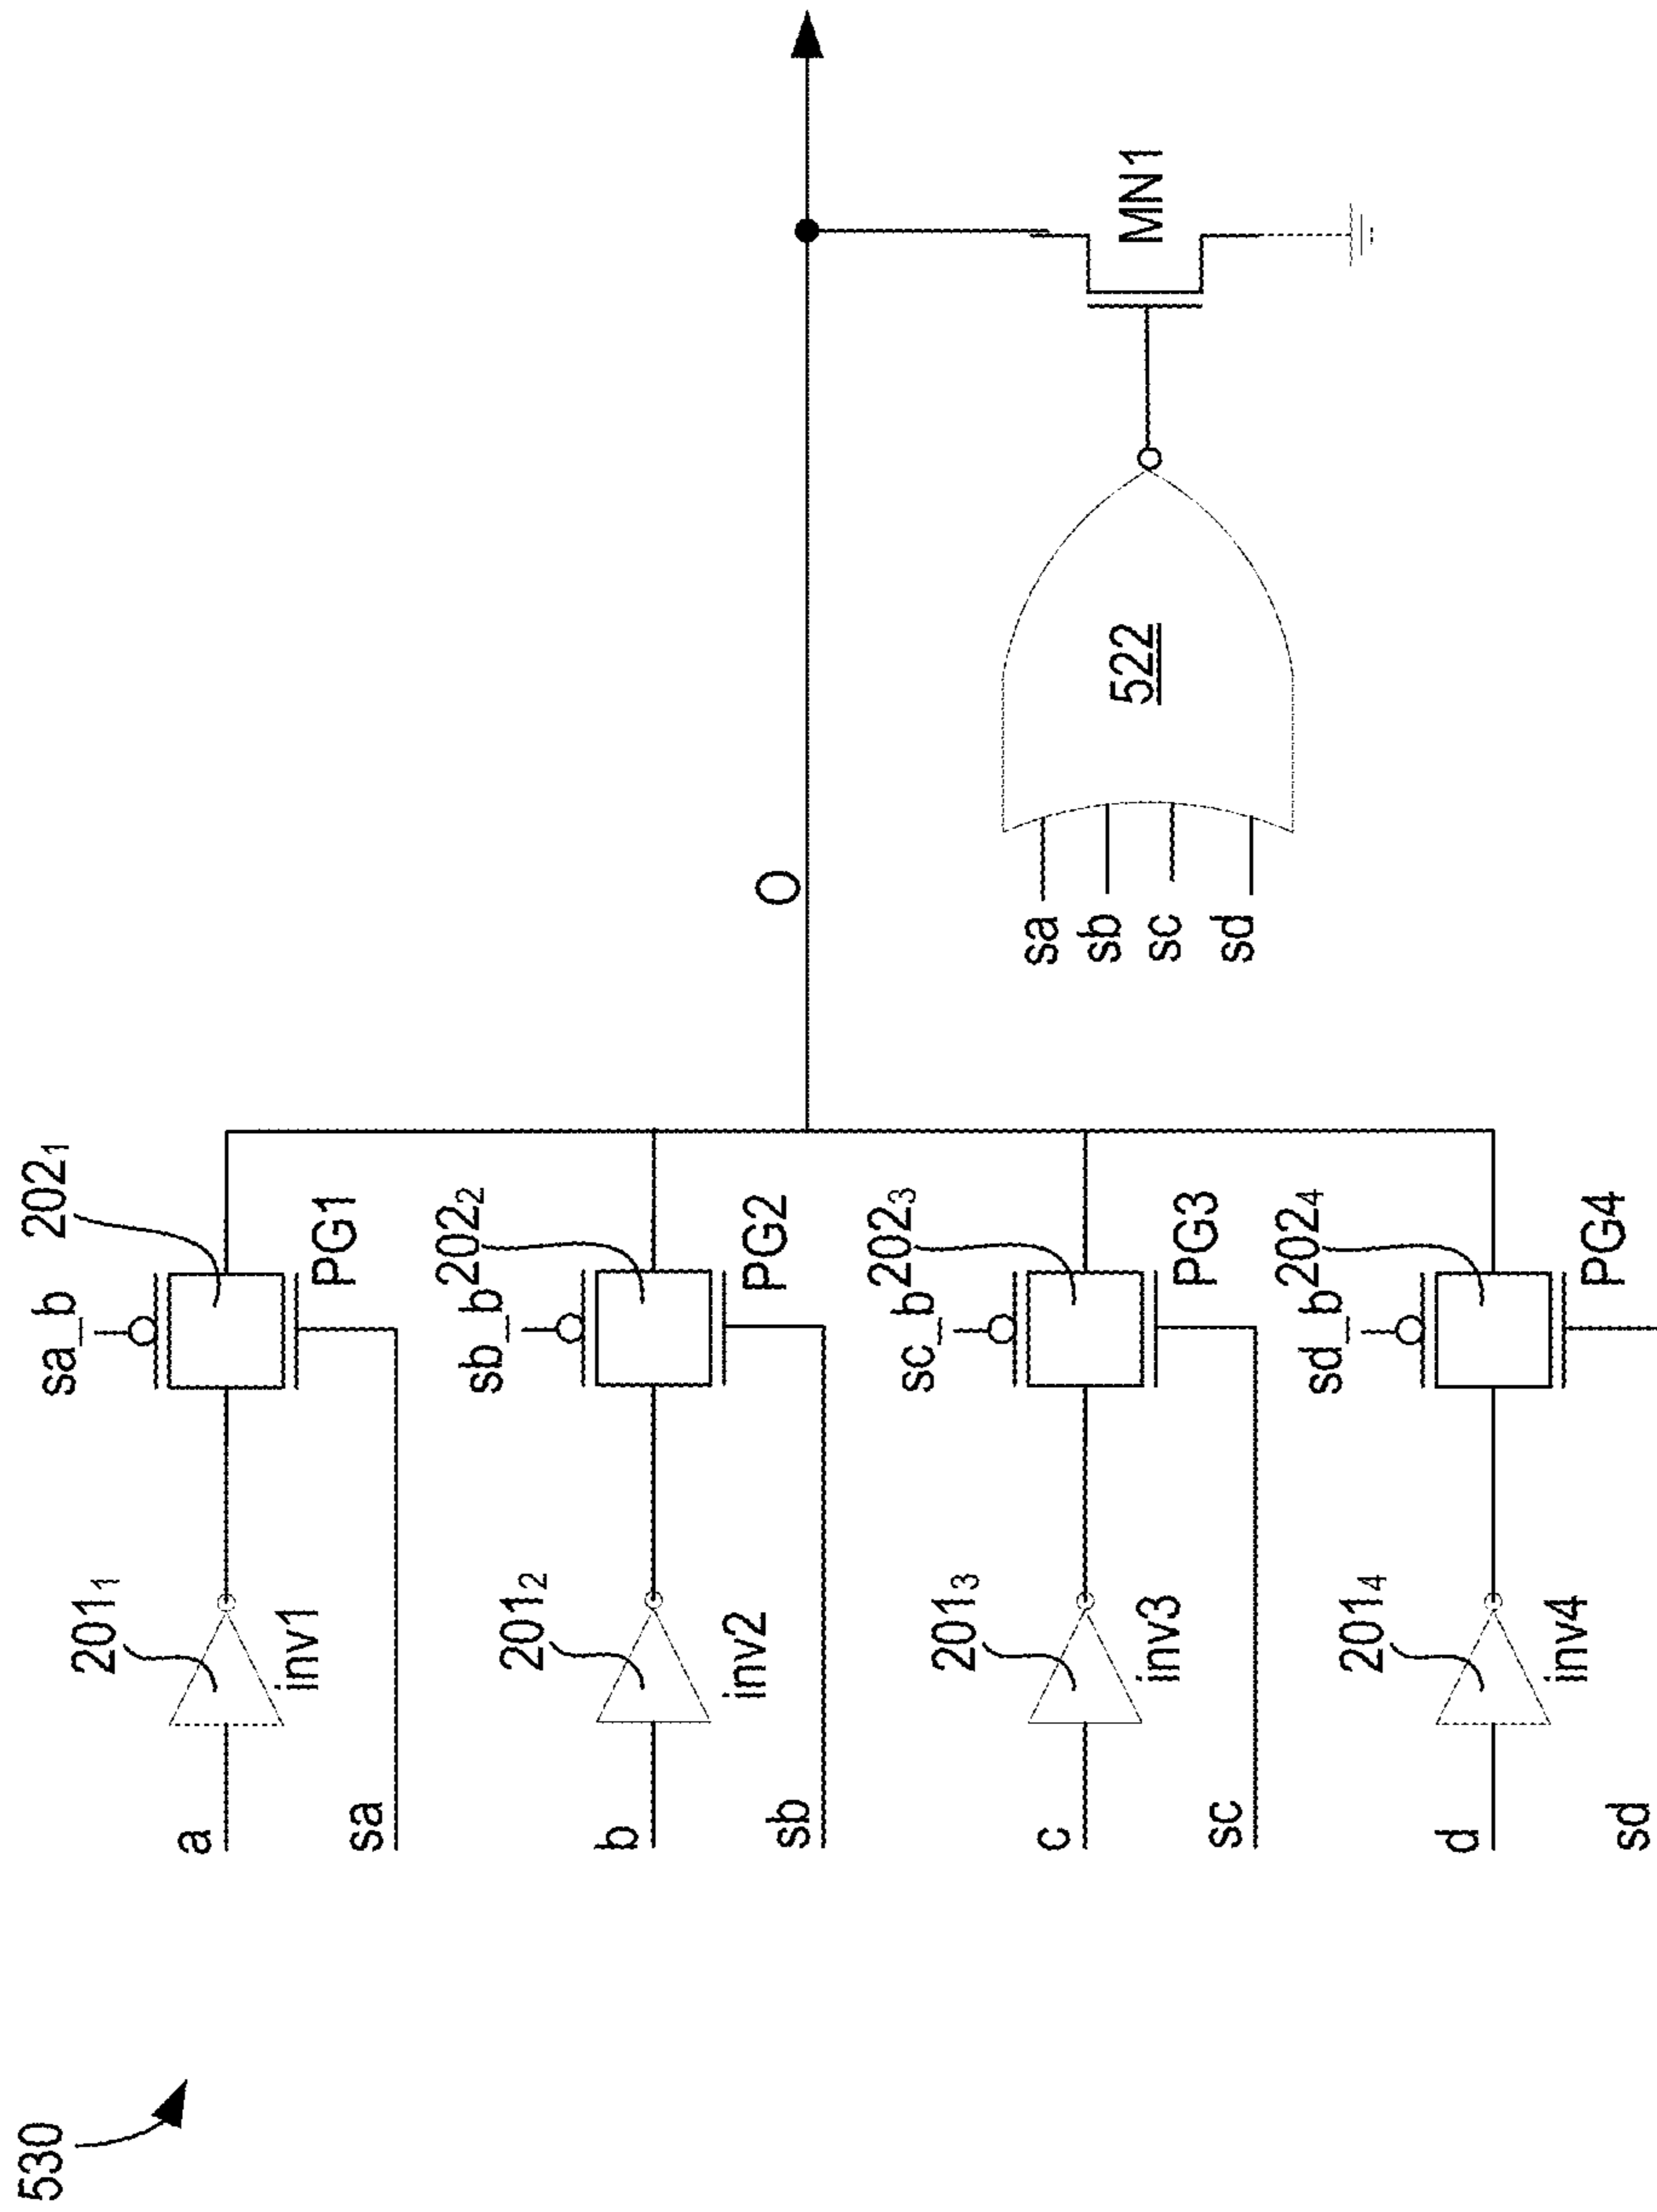 530
a
201₁
inv1
sa_b
202₁
PG1
sa
b
201₂
inv2
sb_b
202₂
PG2
sb
c
201₃
inv3
sc_b
202₃
PG3
sc
d
201₄
inv4
sd_b
202₄
PG4
sd
O
sa
sb
sc
sd
522
MN1